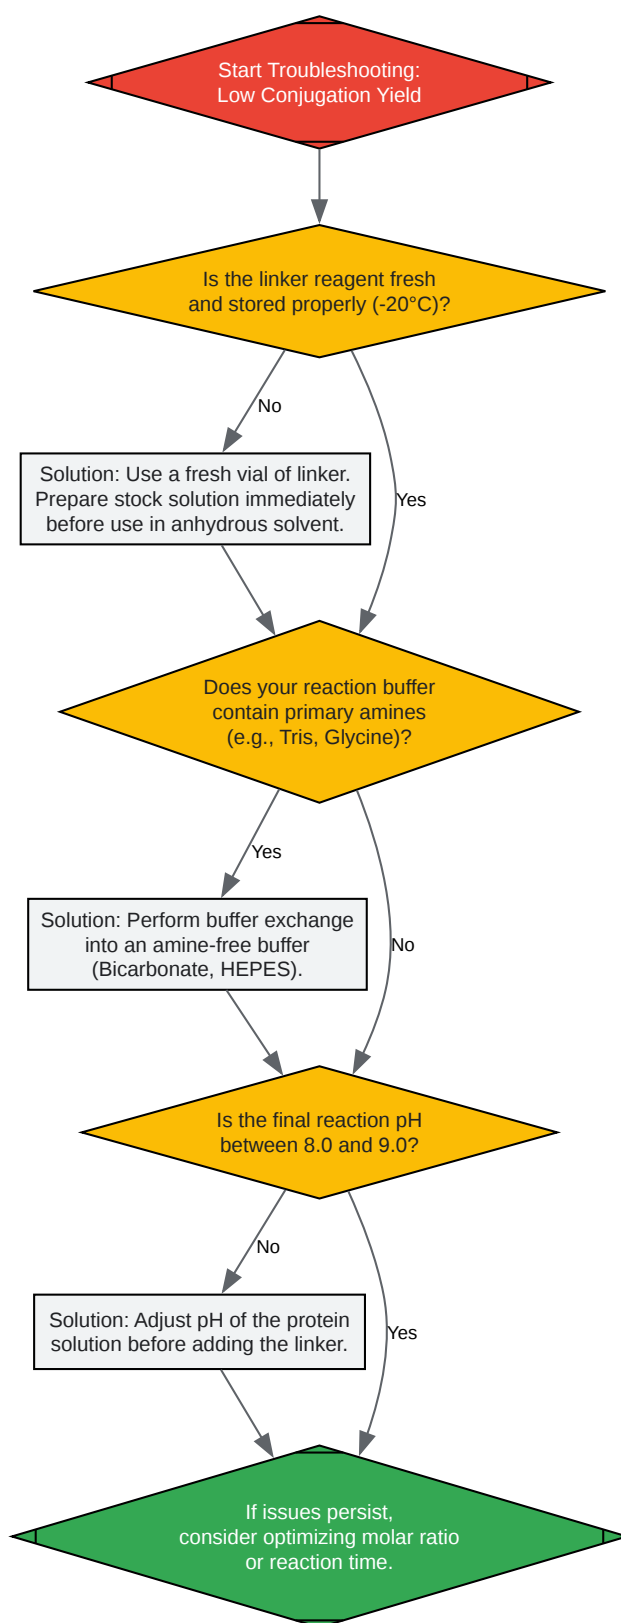 Start Troubleshooting:
Low Conjugation Yield
Is the linker reagent fresh
and stored properly (-20°C)?
No
Solution: Use a fresh vial of linker.
Prepare stock solution immediately
before use in anhydrous solvent.
Yes
Does your reaction buffer
contain primary amines
(e.g., Tris, Glycine)?
Yes
Solution: Perform buffer exchange
into an amine-free buffer
(Bicarbonate, HEPES).
No
Is the final reaction pH
between 8.0 and 9.0?
No
Solution: Adjust pH of the protein
solution before adding the linker.
Yes
If issues persist,
consider optimizing molar ratio
or reaction time.